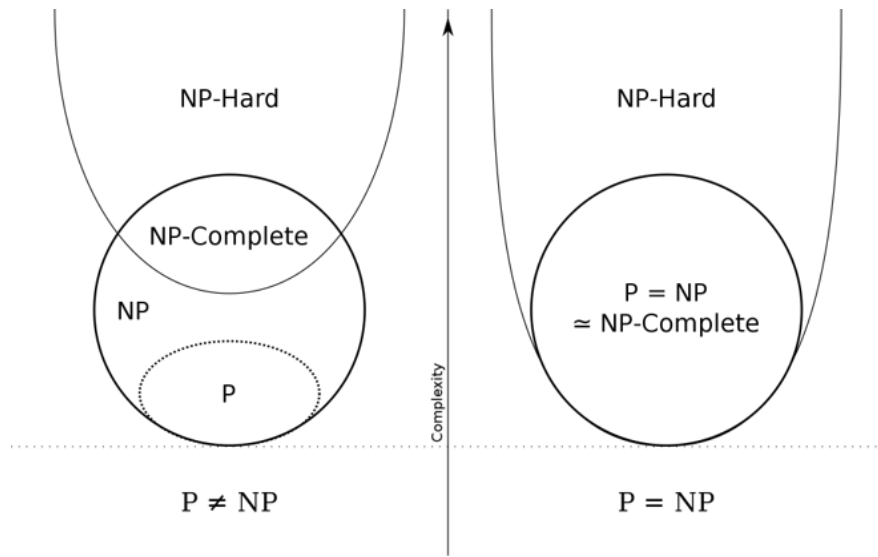 NP-Hard
NP-Complete
NP
P
P ≠ NP
Complexity
NP-Hard
P = NP
≃ NP-Complete
P = NP